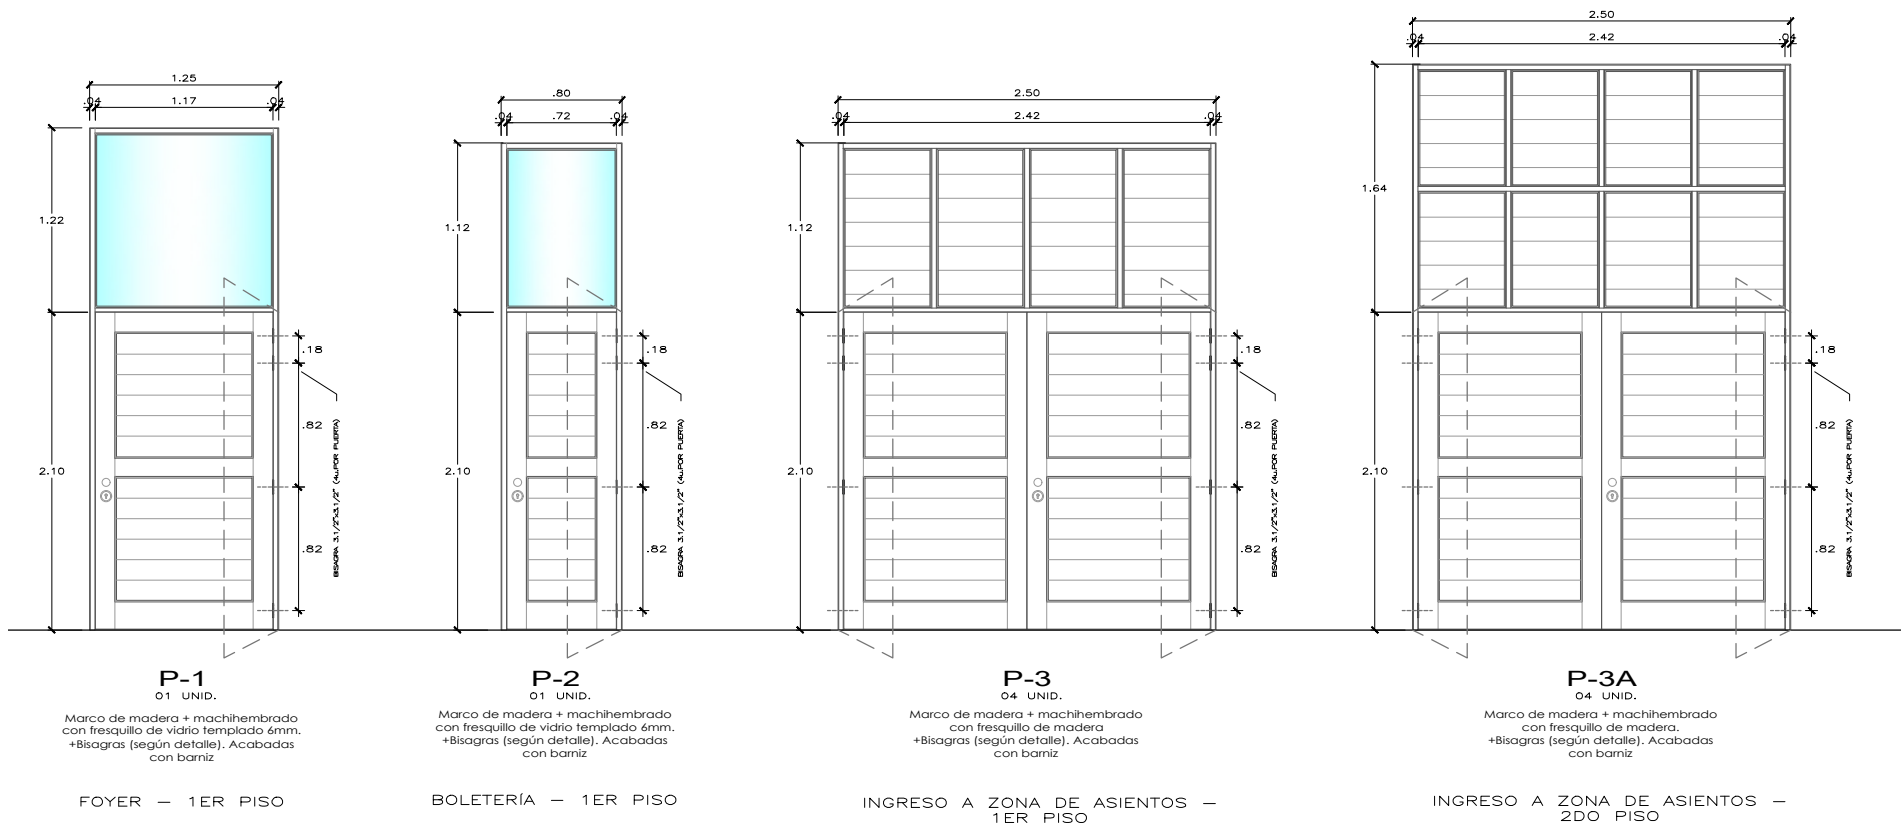 1.25
.04
1.17
.04
1.22
2.10
.18
.82
.82
BISAGRA 3.1/2"x3.1/2" (4u.POR PUERTA)
P-1
01 UNID.
Marco de madera + machihembrado
con fresquillo de vidrio templado 6mm.
+Bisagras (según detalle). Acabadas
con barniz
FOYER – 1ER PISO
.80
.04
.72
.04
1.12
2.10
.18
.82
.82
BISAGRA 3.1/2"x3.1/2" (4u.POR PUERTA)
P-2
01 UNID.
Marco de madera + machihembrado
con fresquillo de vidrio templado 6mm.
+Bisagras (según detalle). Acabadas
con barniz
BOLETERÍA – 1ER PISO
2.50
.04
2.42
.04
1.12
2.10
.18
.82
.82
BISAGRA 3.1/2"x3.1/2" (4u.POR PUERTA)
P-3
04 UNID.
Marco de madera + machihembrado
con fresquillo de madera
+Bisagras (según detalle). Acabadas
con barniz
INGRESO A ZONA DE ASIENTOS –
1ER PISO
2.50
.04
2.42
.04
1.64
2.10
.18
.82
.82
BISAGRA 3.1/2"x3.1/2" (4u.POR PUERTA)
P-3A
04 UNID.
Marco de madera + machihembrado
con fresquillo de madera.
+Bisagras (según detalle). Acabadas
con barniz
INGRESO A ZONA DE ASIENTOS –
2DO PISO